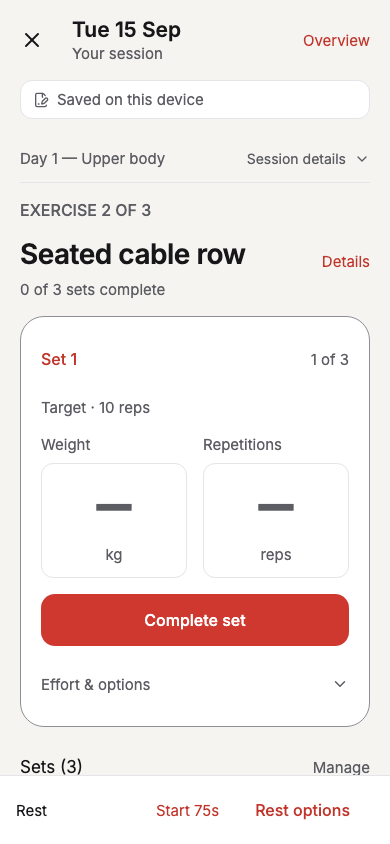 Tue 15 Sep
Your session
Overview
Saved on this device
Day 1 — Upper body
Session details
EXERCISE 2 OF 3
Seated cable row
Details
0 of 3 sets complete
Set 1
1 of 3
Target · 10 reps
Weight
Repetitions
—
—
kg
reps
Complete set
Effort & options
Sets (3)
Manage
Rest
Start 75s
Rest options